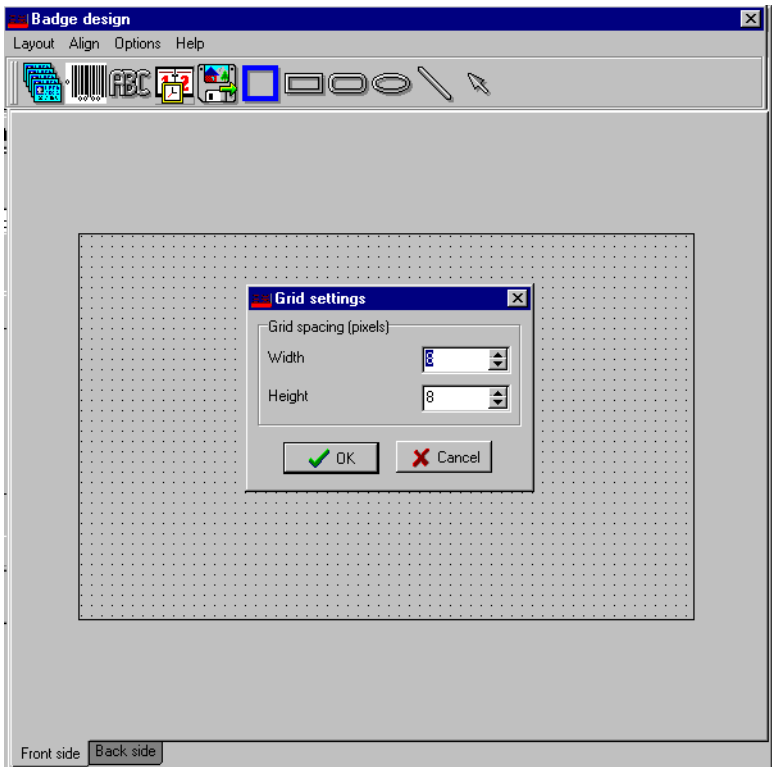 Badge design
Layout Align Options Help
ABC
Grid settings
Grid spacing (pixels)
Width 8
Height 8
OK Cancel
Front side Back side